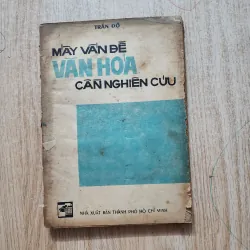 TRẦN ĐỘ
MẤY VẤN ĐỀ
VĂN HÓA
CẦN NGHIÊN CỨU
NHÀ XUẤT BẢN THÀNH PHỐ HỒ CHÍ MINH